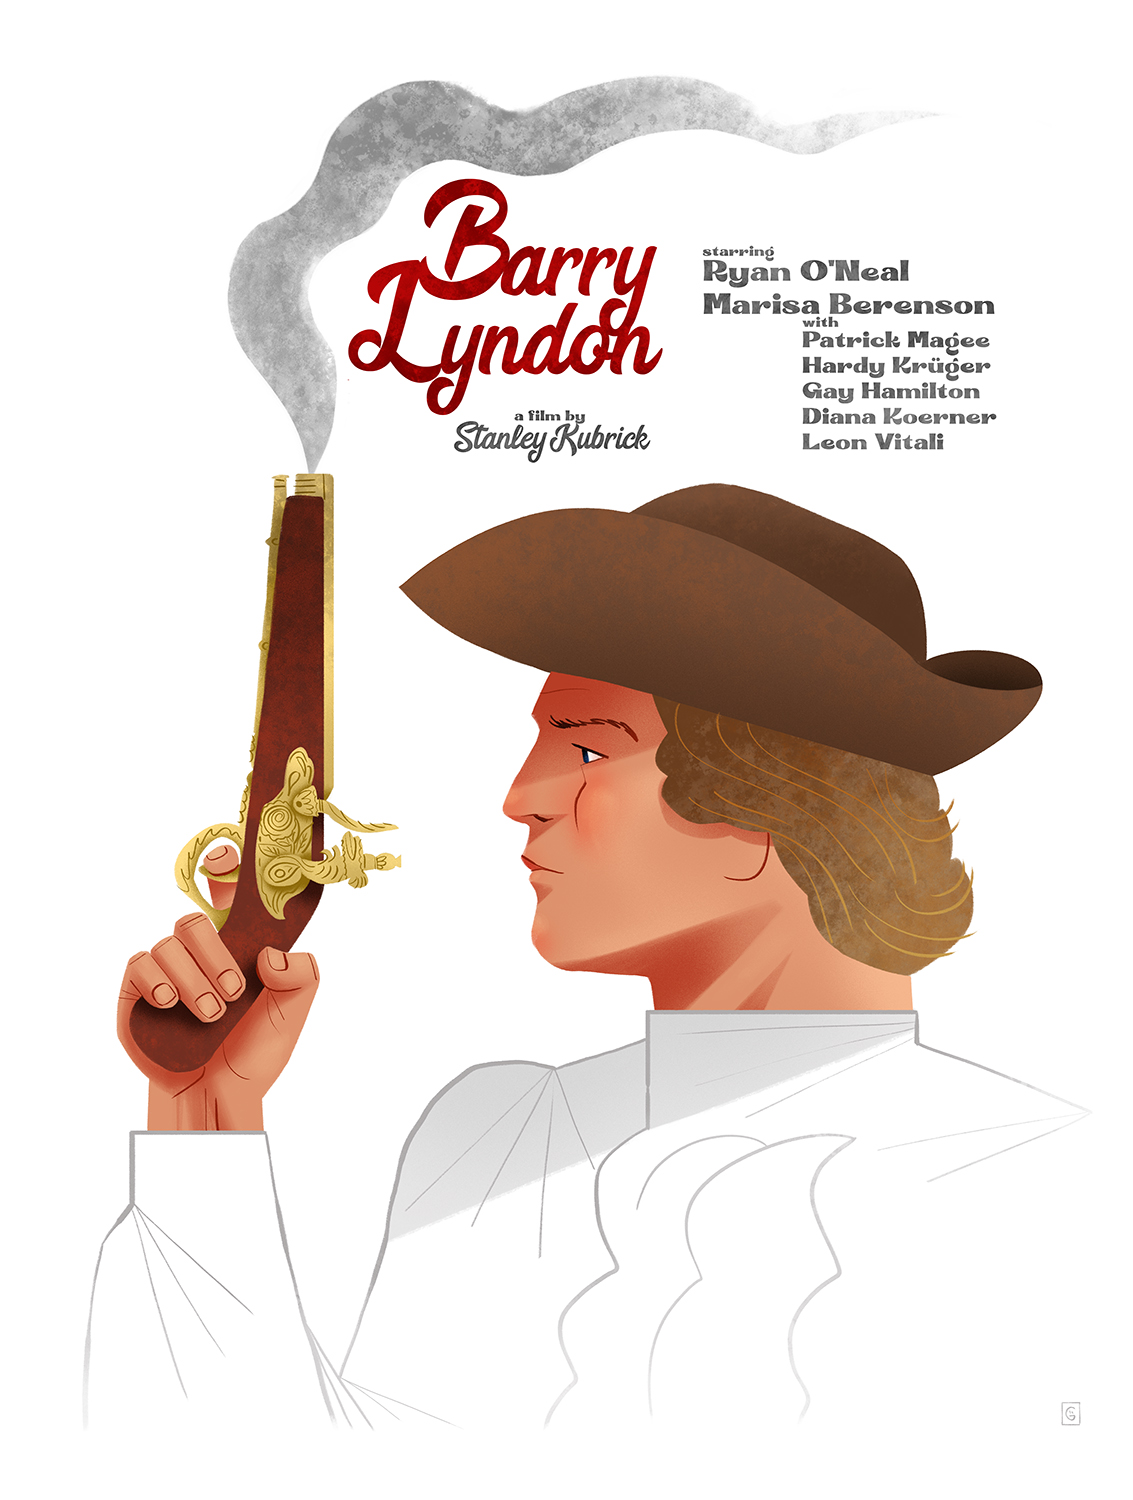 Barry
Lyndon
a film by
Stanley Kubrick
starring
Ryan O'Neal
Marisa Berenson
with
Patrick Magee
Hardy Krüger
Gay Hamilton
Diana Koerner
Leon Vitali